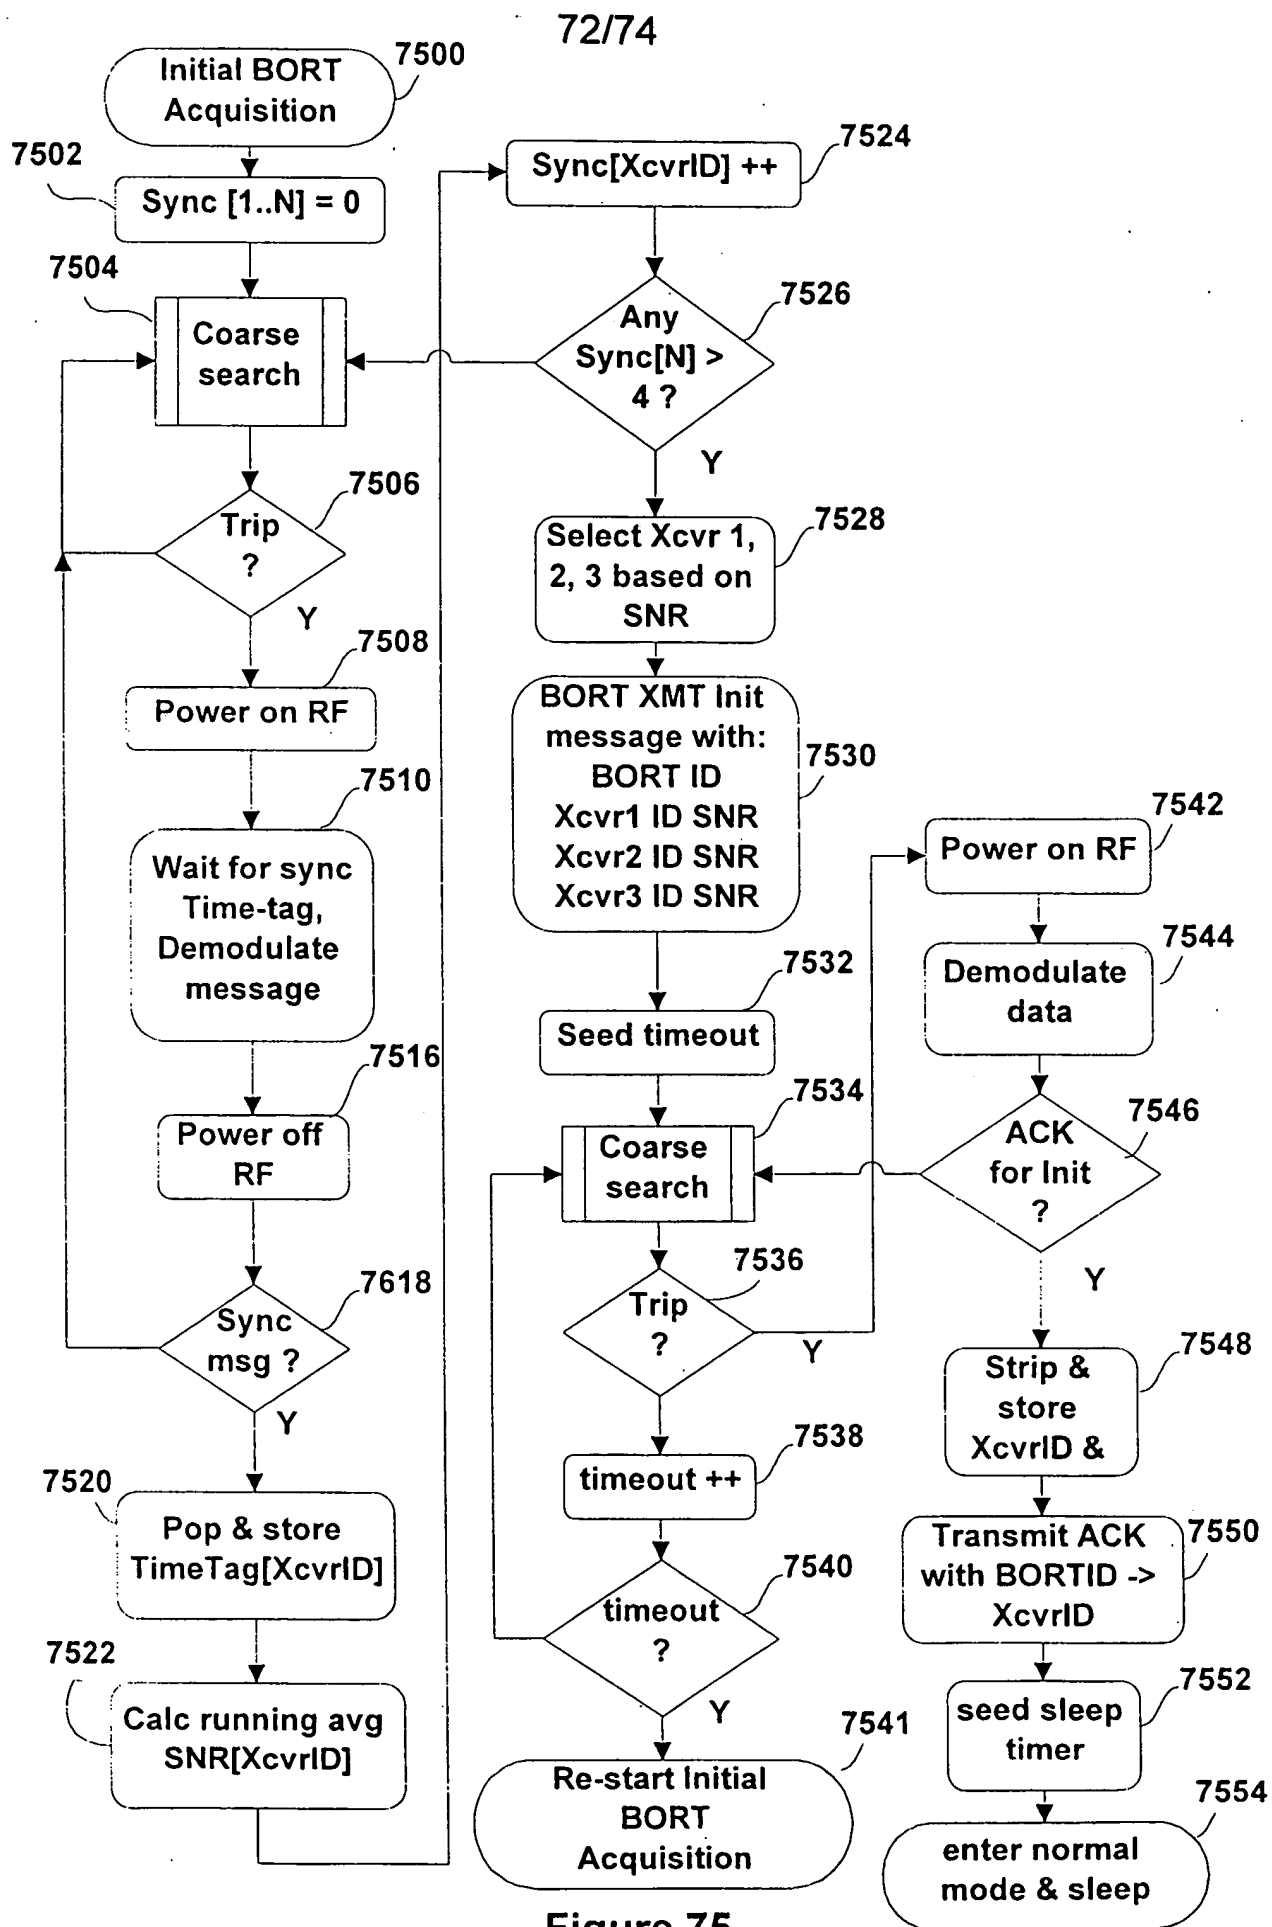 72/74
7500
Initial BORT
Acquisition
7502
Sync [1..N] = 0
7504
Coarse
search
7506
Trip
?
Y
7508
Power on RF
7510
Wait for sync
Time-tag,
Demodulate
message
7516
Power off
RF
7618
Sync
msg ?
Y
7520
Pop & store
TimeTag[XcvrID]
7522
Calc running avg
SNR[XcvrID]
7524
Sync[XcvrID] ++
7526
Any
Sync[N] >
4 ?
Y
7528
Select Xcvr 1,
2, 3 based on
SNR
7530
BORT XMT Init
message with:
BORT ID
Xcvr1 ID SNR
Xcvr2 ID SNR
Xcvr3 ID SNR
7532
Seed timeout
7534
Coarse
search
7536
Trip
?
Y
7538
timeout ++
7540
timeout
?
Y
7541
Re-start Initial
BORT
Acquisition
7542
Power on RF
7544
Demodulate
data
7546
ACK
for Init
?
Y
7548
Strip &
store
XcvrID &
7550
Transmit ACK
with BORTID ->
XcvrID
7552
seed sleep
timer
7554
enter normal
mode & sleep
Figure 75